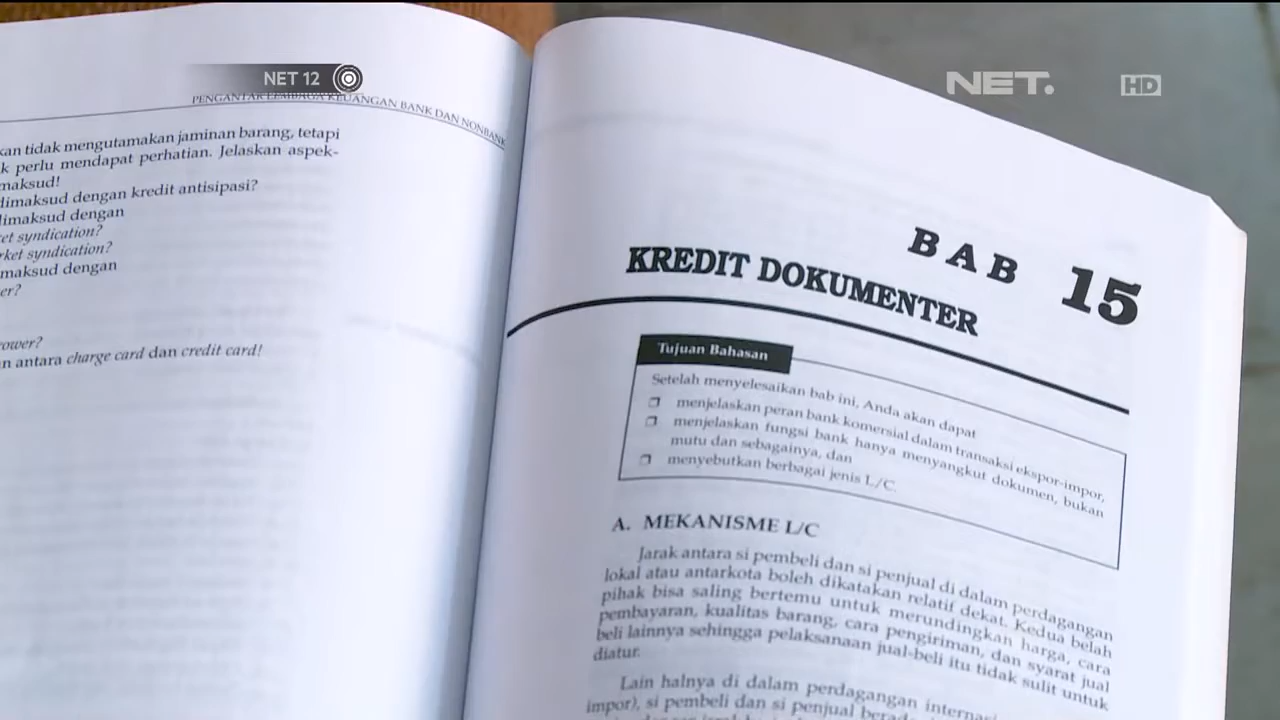 NET 12
NET.
HD
PENGANTAR LEMBAGA KEUANGAN BANK DAN NONBANK
kan tidak mengutamakan jaminan barang, tetapi
k perlu mendapat perhatian. Jelaskan aspek-
maksud!
dimaksud dengan kredit antisipasi?
dimaksud dengan
ket syndication?
rket syndication?
maksud dengan
er?
rower?
n antara charge card dan credit card!
BAB 15
KREDIT DOKUMENTER
Tujuan Bahasan
Setelah menyelesaikan bab ini, Anda akan dapat
❒ menjelaskan peran bank komersial dalam transaksi ekspor-impor,
❒ menjelaskan fungsi bank hanya menyangkut dokumen, bukan
mutu dan sebagainya, dan
❒ menyebutkan berbagai jenis L/C.
A. MEKANISME L/C
Jarak antara si pembeli dan si penjual di dalam perdagangan
lokal atau antarkota boleh dikatakan relatif dekat. Kedua belah
pihak bisa saling bertemu untuk merundingkan harga, cara
pembayaran, kualitas barang, cara pengiriman, dan syarat jual
beli lainnya sehingga pelaksanaan jual-beli itu tidak sulit untuk
diatur.
Lain halnya di dalam perdagangan internasi
impor), si pembeli dan si penjual berada